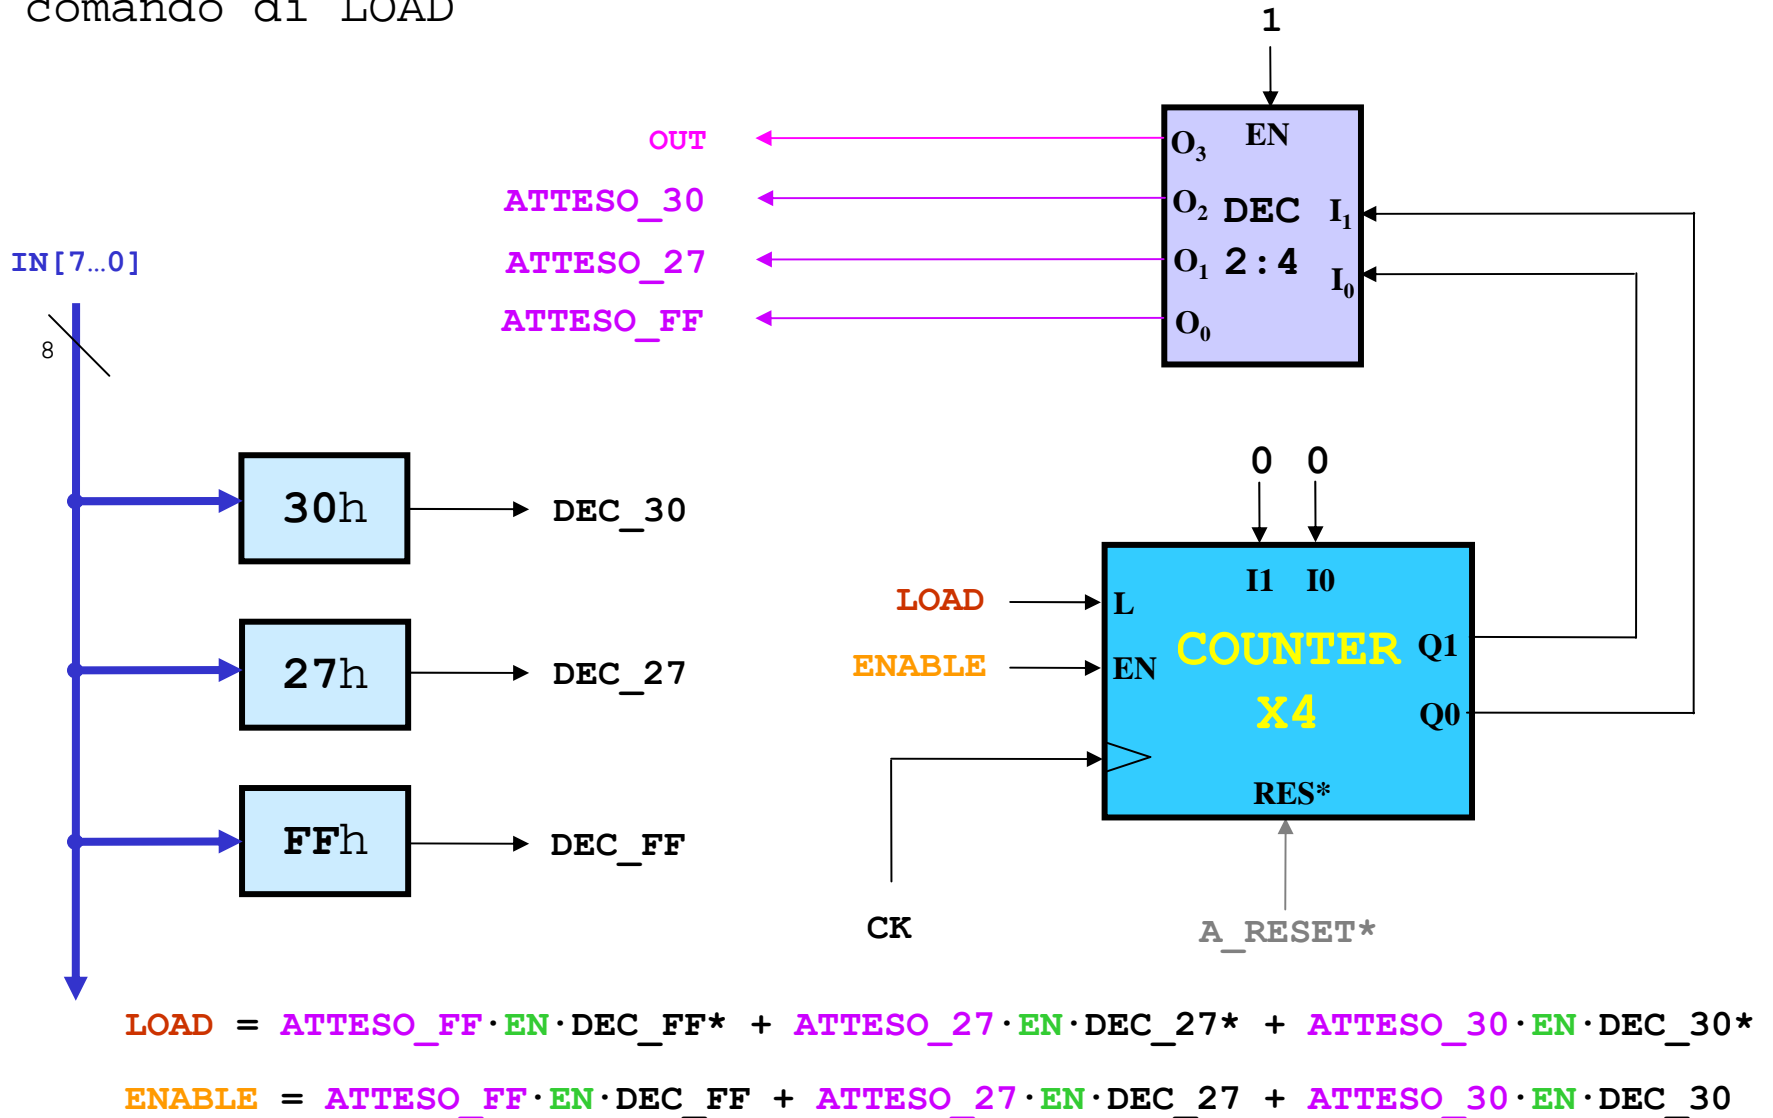 comando di LOAD
1
OUT
O3 EN
ATTESO_30
O2 DEC I1
IN[7…0]
ATTESO_27
O1 2:4 I0
ATTESO_FF
O0
8
0 0
30h
DEC_30
I1 I0
LOAD
L
COUNTER
Q1
ENABLE
EN
27h
DEC_27
X4
Q0
RES*
FFh
DEC_FF
CK
A_RESET*
LOAD = ATTESO_FF·EN·DEC_FF* + ATTESO_27·EN·DEC_27* + ATTESO_30·EN·DEC_30*
ENABLE = ATTESO_FF·EN·DEC_FF + ATTESO_27·EN·DEC_27 + ATTESO_30·EN·DEC_30